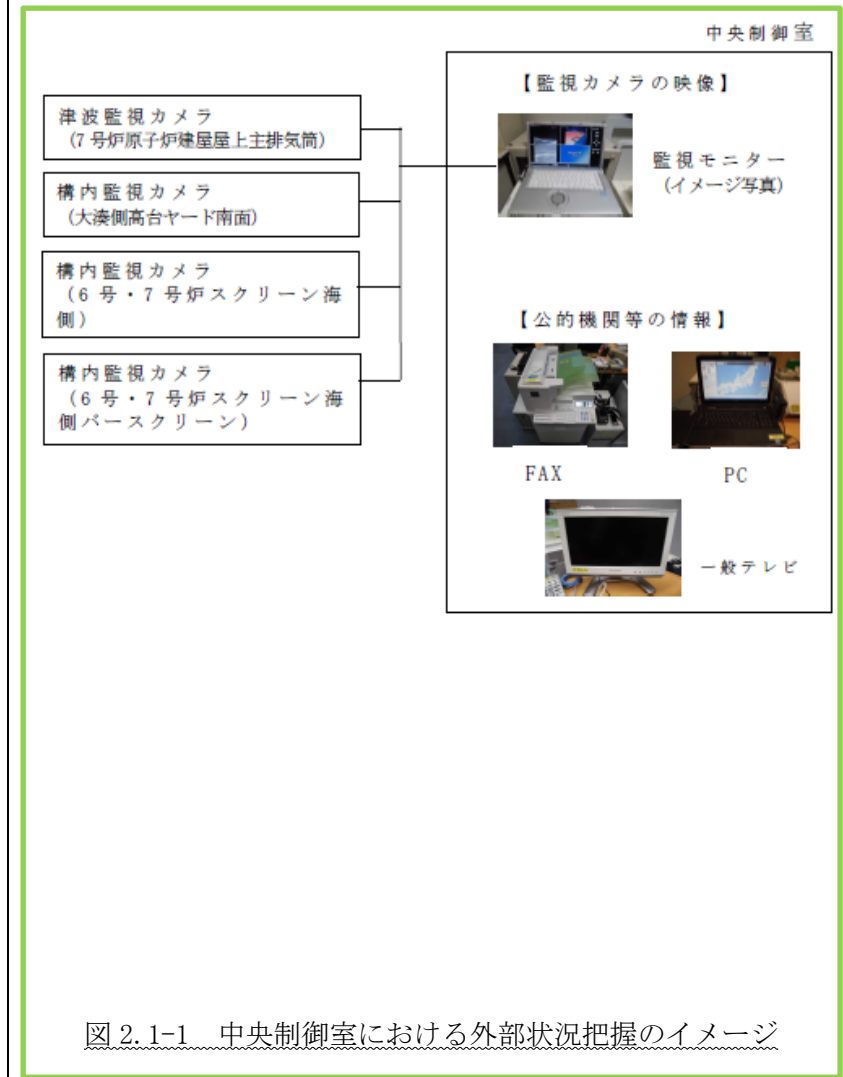 中央制御室
【監視カメラの映像】
津波監視カメラ
(7号炉原子炉建屋屋上主排気筒)
監視モニター
(イメージ写真)
構内監視カメラ
(大湊側高台ヤード南面)
構内監視カメラ
(6号・7号炉スクリーン海
側)
【公的機関等の情報】
構内監視カメラ
(6号・7号炉スクリーン海
側バースクリーン)
FAX
PC
一般テレビ
図 2.1-1　中央制御室における外部状況把握のイメージ